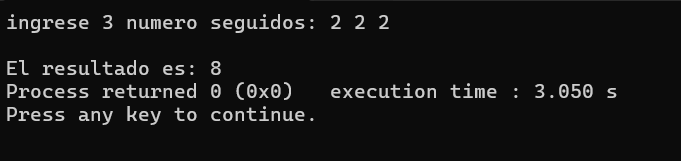 ingrese 3 numero seguidos: 2 2 2
El resultado es: 8
Process returned 0 (0x0)   execution time : 3.050 s
Press any key to continue.